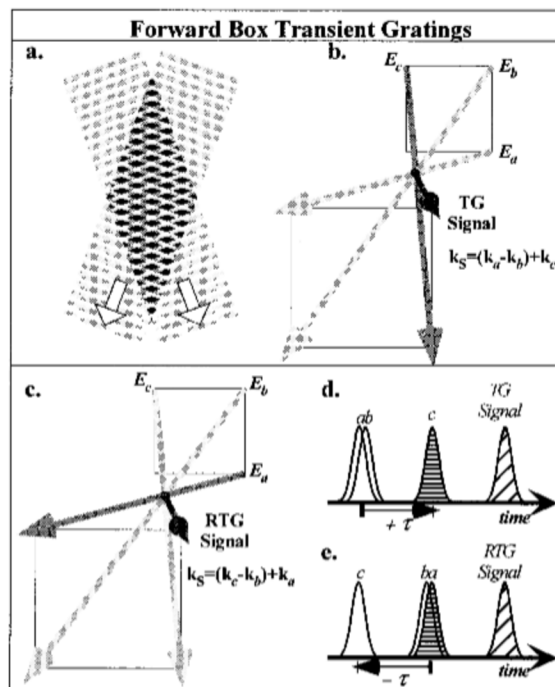 Forward Box Transient Gratings
a.
b.
E_c
E_b
E_a
TG
Signal
k_S=(k_a-k_b)+k_c
c.
E_c
E_b
E_a
RTG
Signal
k_S=(k_c-k_b)+k_a
d.
ab
c
TG
Signal
time
+ τ
e.
c
ba
RTG
Signal
time
− τ